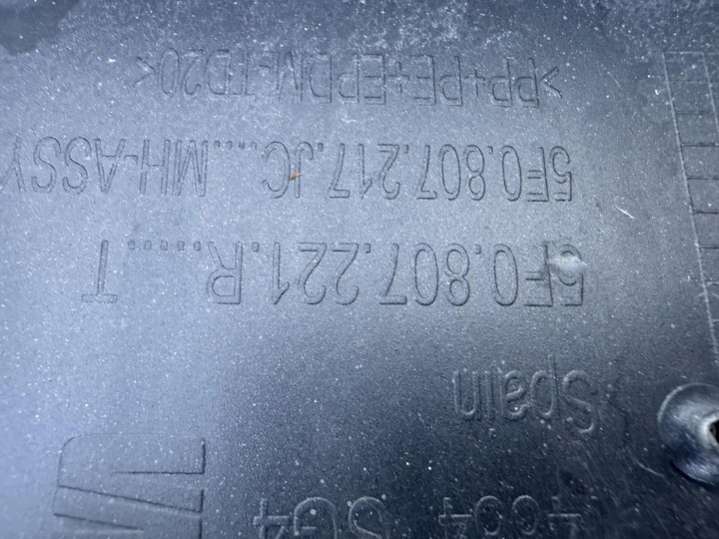 Spain
5F0.807.221.R.....T
5F0.807.217.JC....MH-ASSY
>PP+PE+EPDM-TD20<